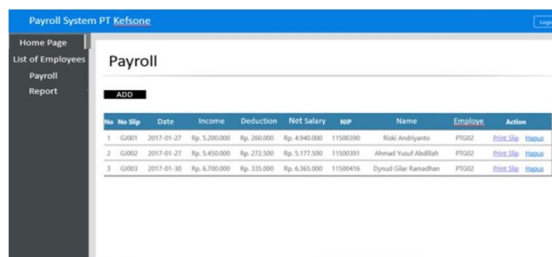 Payroll System PT Kefsone
Logo
Home Page
List of Employees
Payroll
Report
Payroll
ADD
No No Slip Date Income Deduction Net Salary NIP Name Employe Action
1 GJ001 2017-01-27 Rp. 5.200.000 Rp. 260.000 Rp. 4.940.000 11500390 Riski Andriyanto PTG02 Print Slip Hapus
2 GJ002 2017-01-27 Rp. 5.450.000 Rp. 272.500 Rp. 5.177.500 11500391 Ahmad Yusuf Abdillah PTG02 Print Slip Hapus
3 GJ003 2017-01-30 Rp. 6.700.000 Rp. 335.000 Rp. 6.365.000 11500416 Dynud Gilar Ramadhan PTG02 Print Slip Hapus